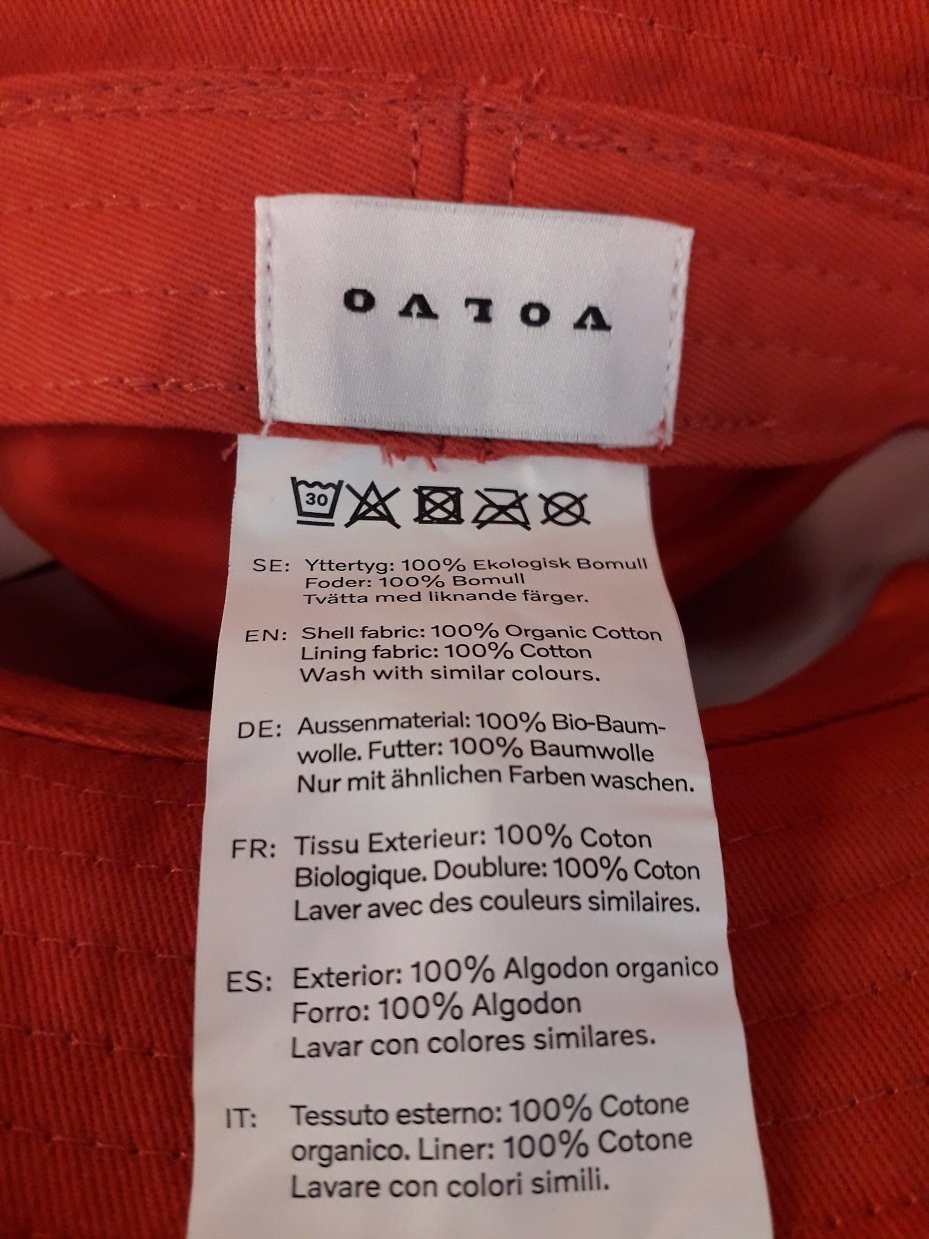 VOLVO
30
SE: Yttertyg: 100% Ekologisk Bomull
Foder: 100% Bomull
Tvätta med liknande färger.
EN: Shell fabric: 100% Organic Cotton
Lining fabric: 100% Cotton
Wash with similar colours.
DE: Aussenmaterial: 100% Bio-Baum-
wolle. Futter: 100% Baumwolle
Nur mit ähnlichen Farben waschen.
FR: Tissu Exterieur: 100% Coton
Biologique. Doublure: 100% Coton
Laver avec des couleurs similaires.
ES: Exterior: 100% Algodon organico
Forro: 100% Algodon
Lavar con colores similares.
IT: Tessuto esterno: 100% Cotone
organico. Liner: 100% Cotone
Lavare con colori simili.